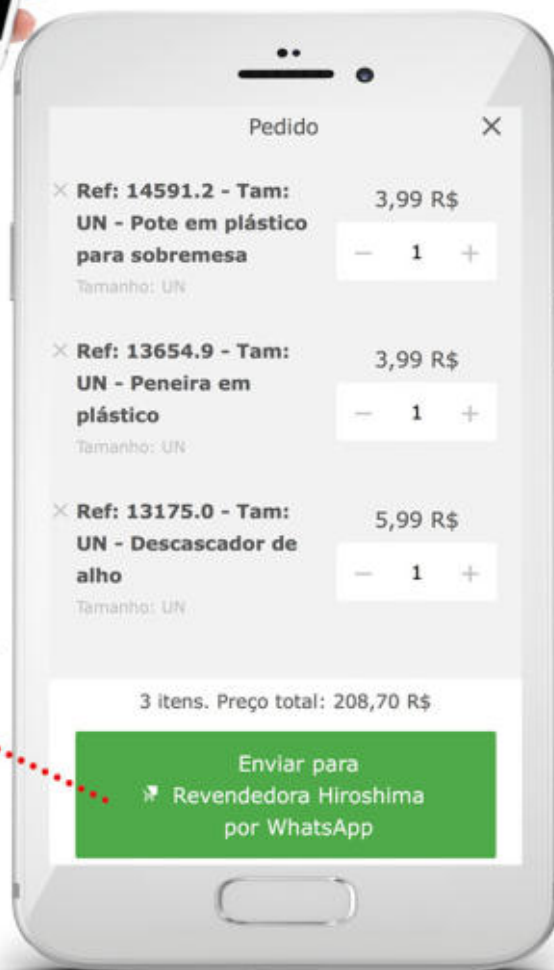 Pedido ×
× Ref: 14591.2 - Tam: 3,99 R$
UN - Pote em plástico
para sobremesa — 1 +
Tamanho: UN
× Ref: 13654.9 - Tam: 3,99 R$
UN - Peneira em
plástico — 1 +
Tamanho: UN
× Ref: 13175.0 - Tam: 5,99 R$
UN - Descascador de
alho — 1 +
Tamanho: UN
3 itens. Preço total: 208,70 R$
Enviar para
Revendedora Hiroshima
por WhatsApp